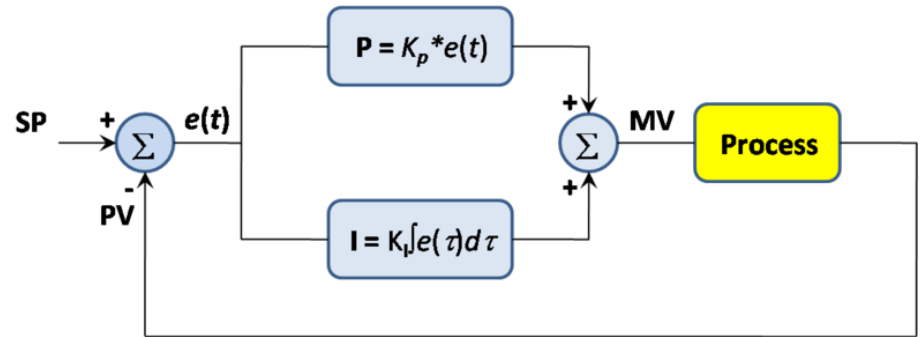 P = Kp*e(t)
SP
+
e(t)
Σ
+
MV
Σ
Process
-
PV
+
I = KI∫e(τ)dτ